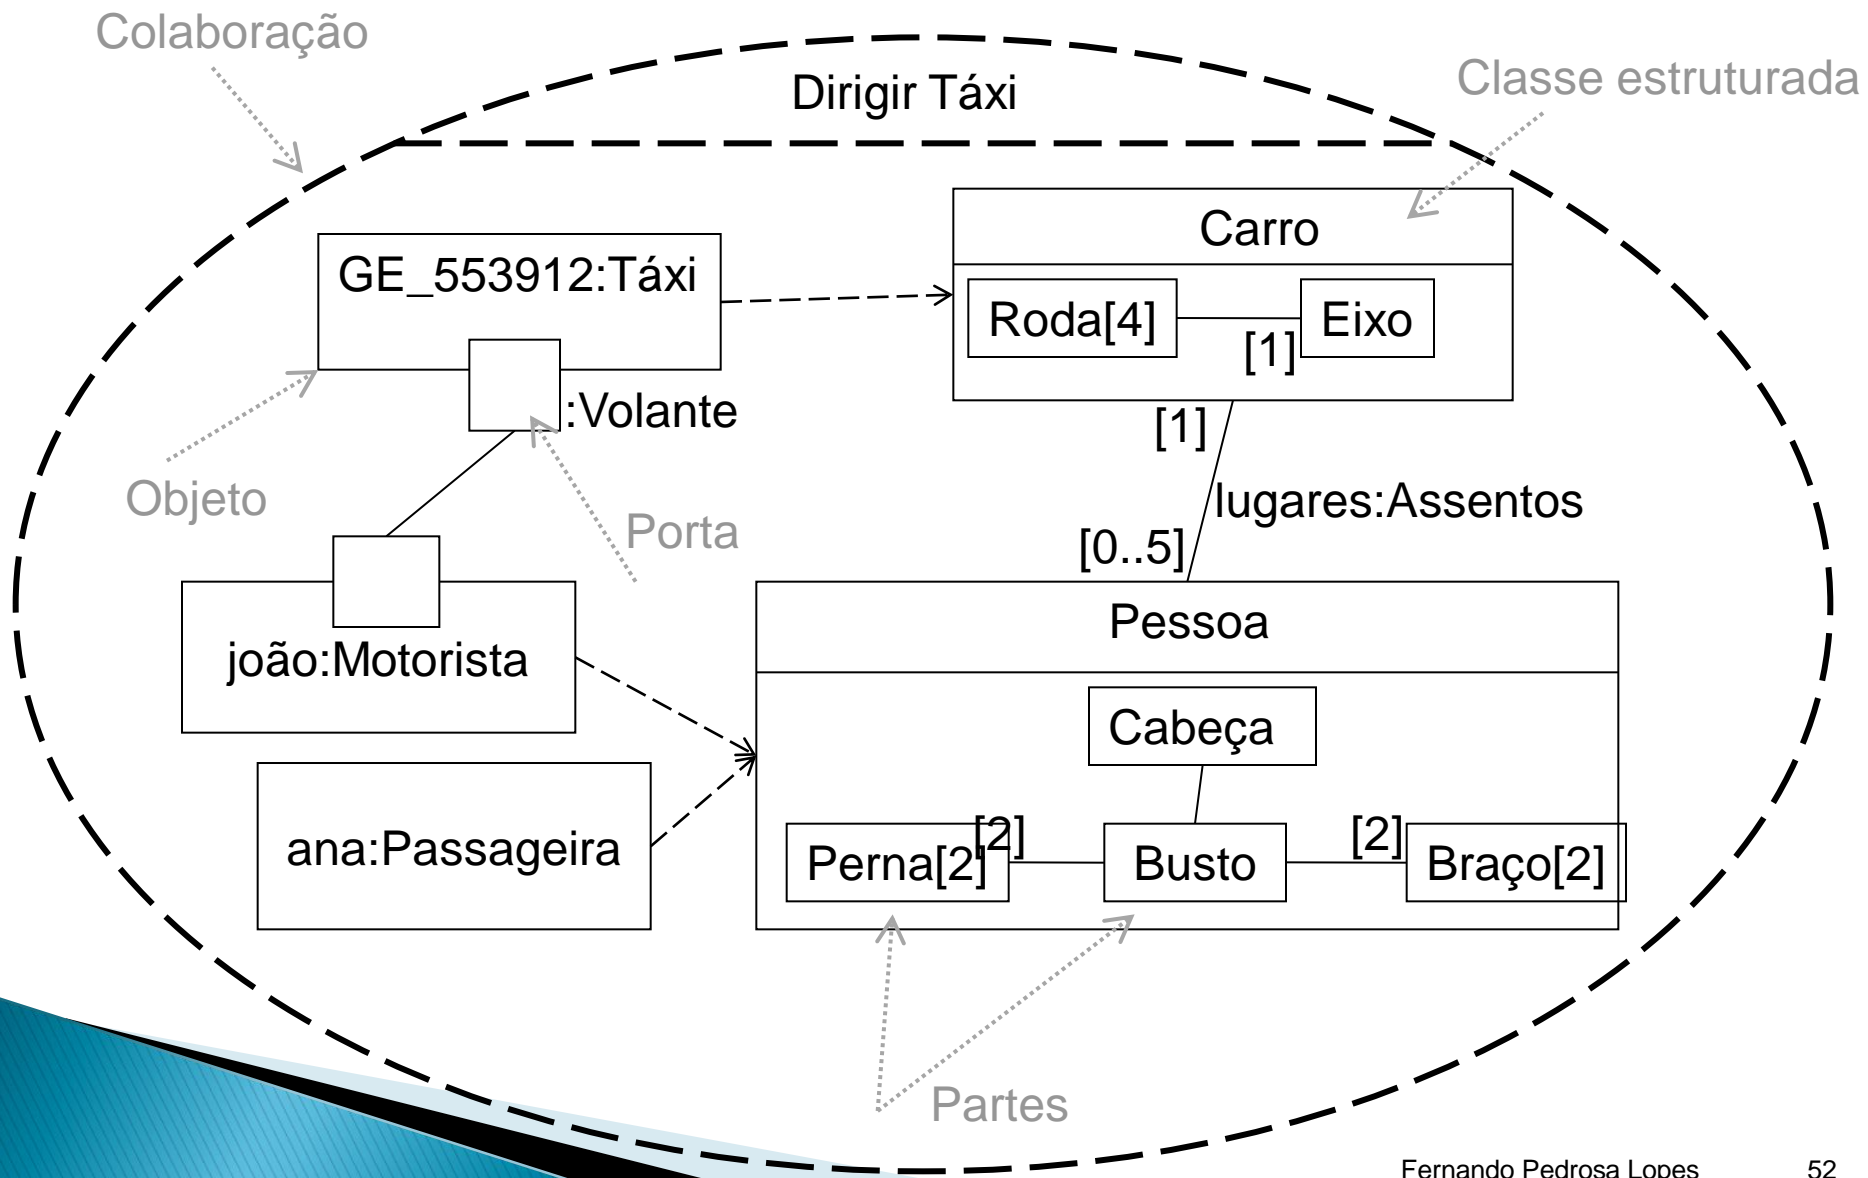 Colaboração
Dirigir Táxi
Classe estruturada
Carro
GE_553912:Táxi
Roda[4]
[1]
Eixo
:Volante
[1]
Objeto
lugares:Assentos
Porta
[0..5]
Pessoa
joão:Motorista
Cabeça
ana:Passageira
Perna[2]
[2]
Busto
[2]
Braço[2]
Partes
Fernando Pedrosa Lopes
52